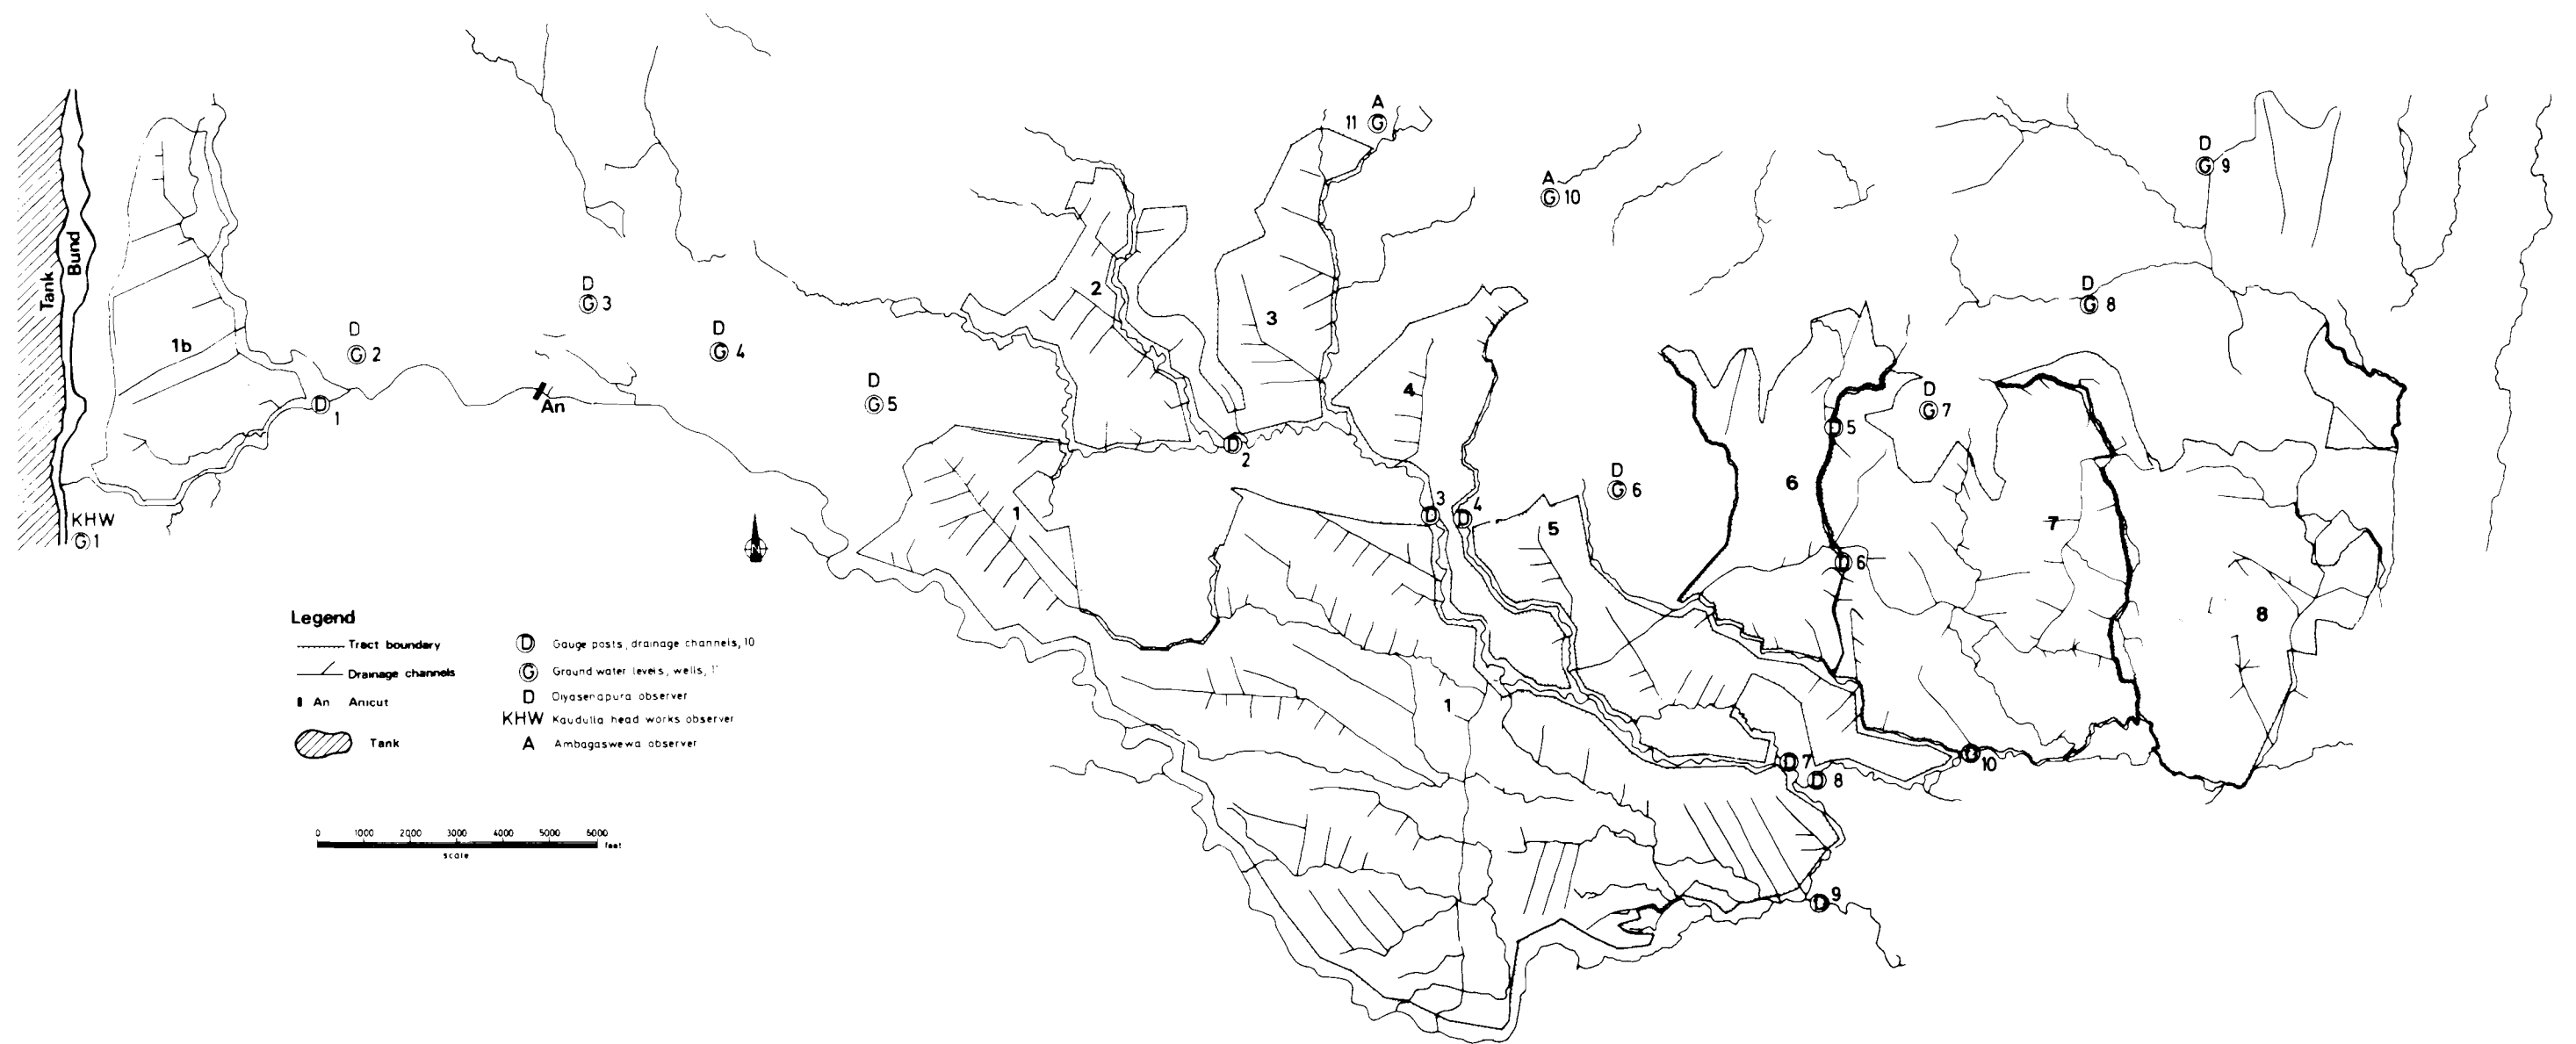 A
11 G
A
G 10
D
G 9
Tank
Bund
1b
D
G 2
D
G 3
D
G 4
D
G 5
An
D 1
2
3
4
D
G 8
D
G 7
D 5
D 2
D
G 6
6
3 D
D 4
5
7
D 6
KHW
G 1
1
8
1
D 7
D 8
D 10
D 9
Legend
Tract boundary
Drainage channels
An Anicut
Tank
D Gauge posts, drainage channels, 10
G Ground water levels, wells,
D Diyasenapura observer
KHW Kaudulla head works observer
A Ambagaswewa observer
0 1000 2000 3000 4000 5000 6000 feet
scale